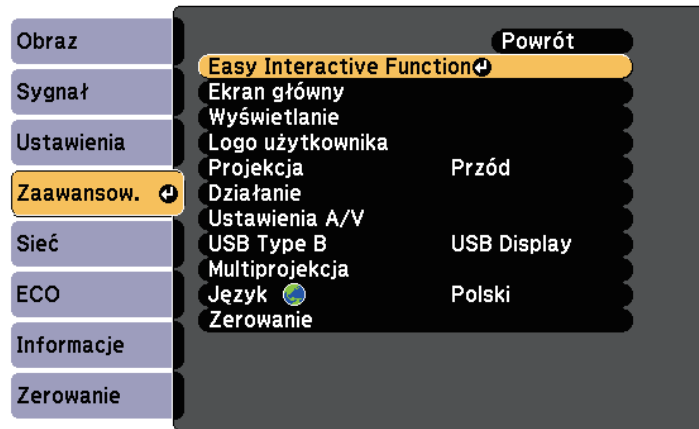 Obraz
Sygnał
Ustawienia
Zaawansow.
Sieć
ECO
Informacje
Zerowanie
Powrót
Easy Interactive Function
Ekran główny
Wyświetlanie
Logo użytkownika
Projekcja Przód
Działanie
Ustawienia A/V
USB Type B USB Display
Multiprojekcja
Język Polski
Zerowanie